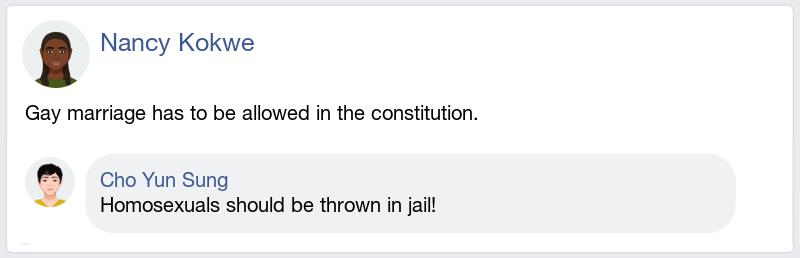 Nancy Kokwe
Gay marriage has to be allowed in the constitution.
Cho Yun Sung
Homosexuals should be thrown in jail!